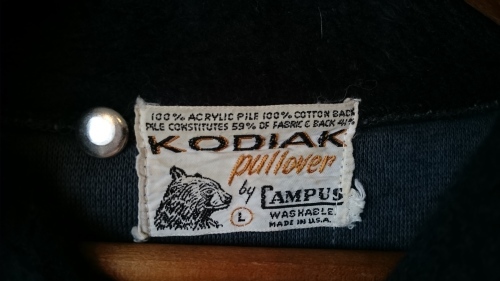 100% ACRYLIC PILE 100% COTTON BACK
PILE CONSTITUTES 59% OF FABRIC & BACK 41%
KODIAK
pullover
by CAMPUS
L
WASHABLE.
MADE IN U.S.A.